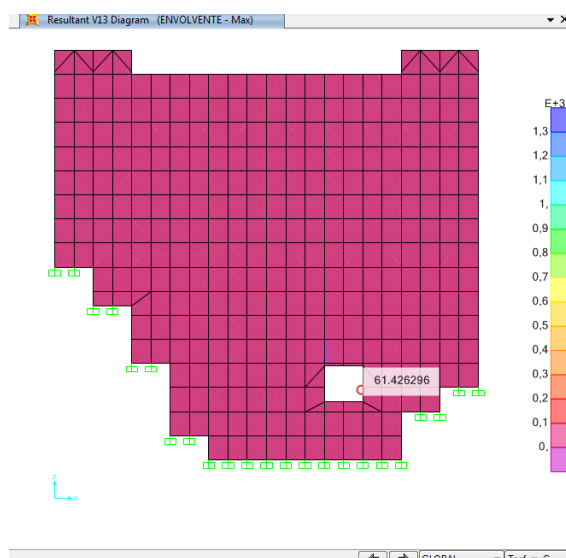 Resultant V13 Diagram (ENVOLVENTE - Max)
E+3
1,3
1,2
1,1
1,
0,9
0,8
0,7
0,6
0,5
0,4
0,3
0,2
0,1
0,
61.426296
Z
X
GLOBAL
Tonf, m, C